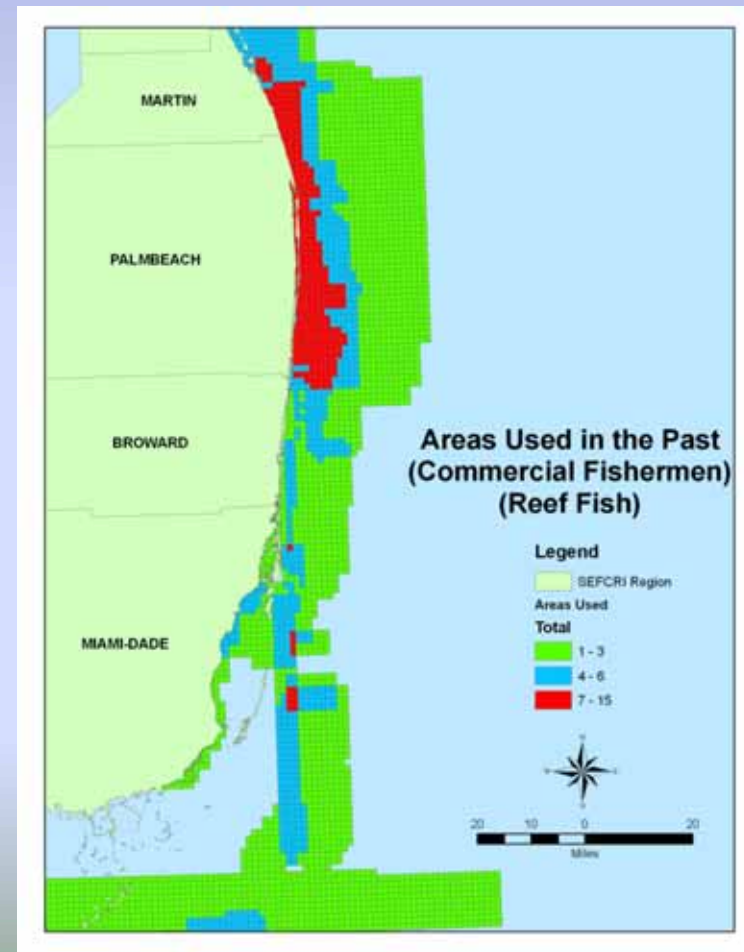 MARTIN
PALMBEACH
BROWARD
MIAMI-DADE
Areas Used in the Past
(Commercial Fishermen)
(Reef Fish)
Legend
SEFCRI Region
Areas Used
Total
1 - 3
4 - 6
7 - 15
20 10 0 20
Miles